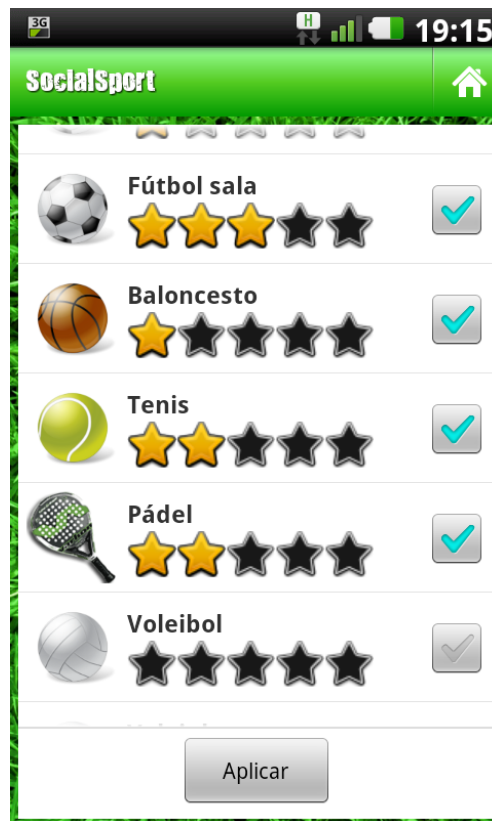 3G
H
19:15
SocialSport
Fútbol sala
Baloncesto
Tenis
Pádel
Voleibol
Aplicar